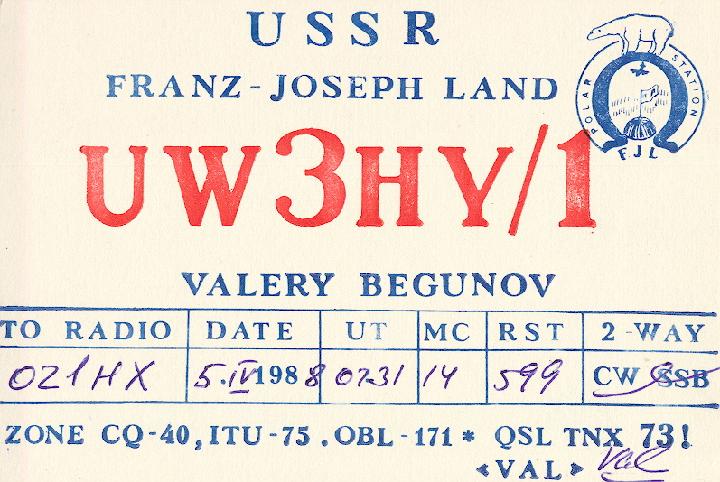 USSR
FRANZ-JOSEPH LAND
POLAR STATION
FJL
UW3HY/1
VALERY BEGUNOV
TO RADIO DATE UT MC RST 2-WAY
OZ1HX 5.IV1988 0731 14 599 CW SSB
ZONE CQ-40, ITU-75. OBL-171 * QSL TNX 73!
<VAL> Val